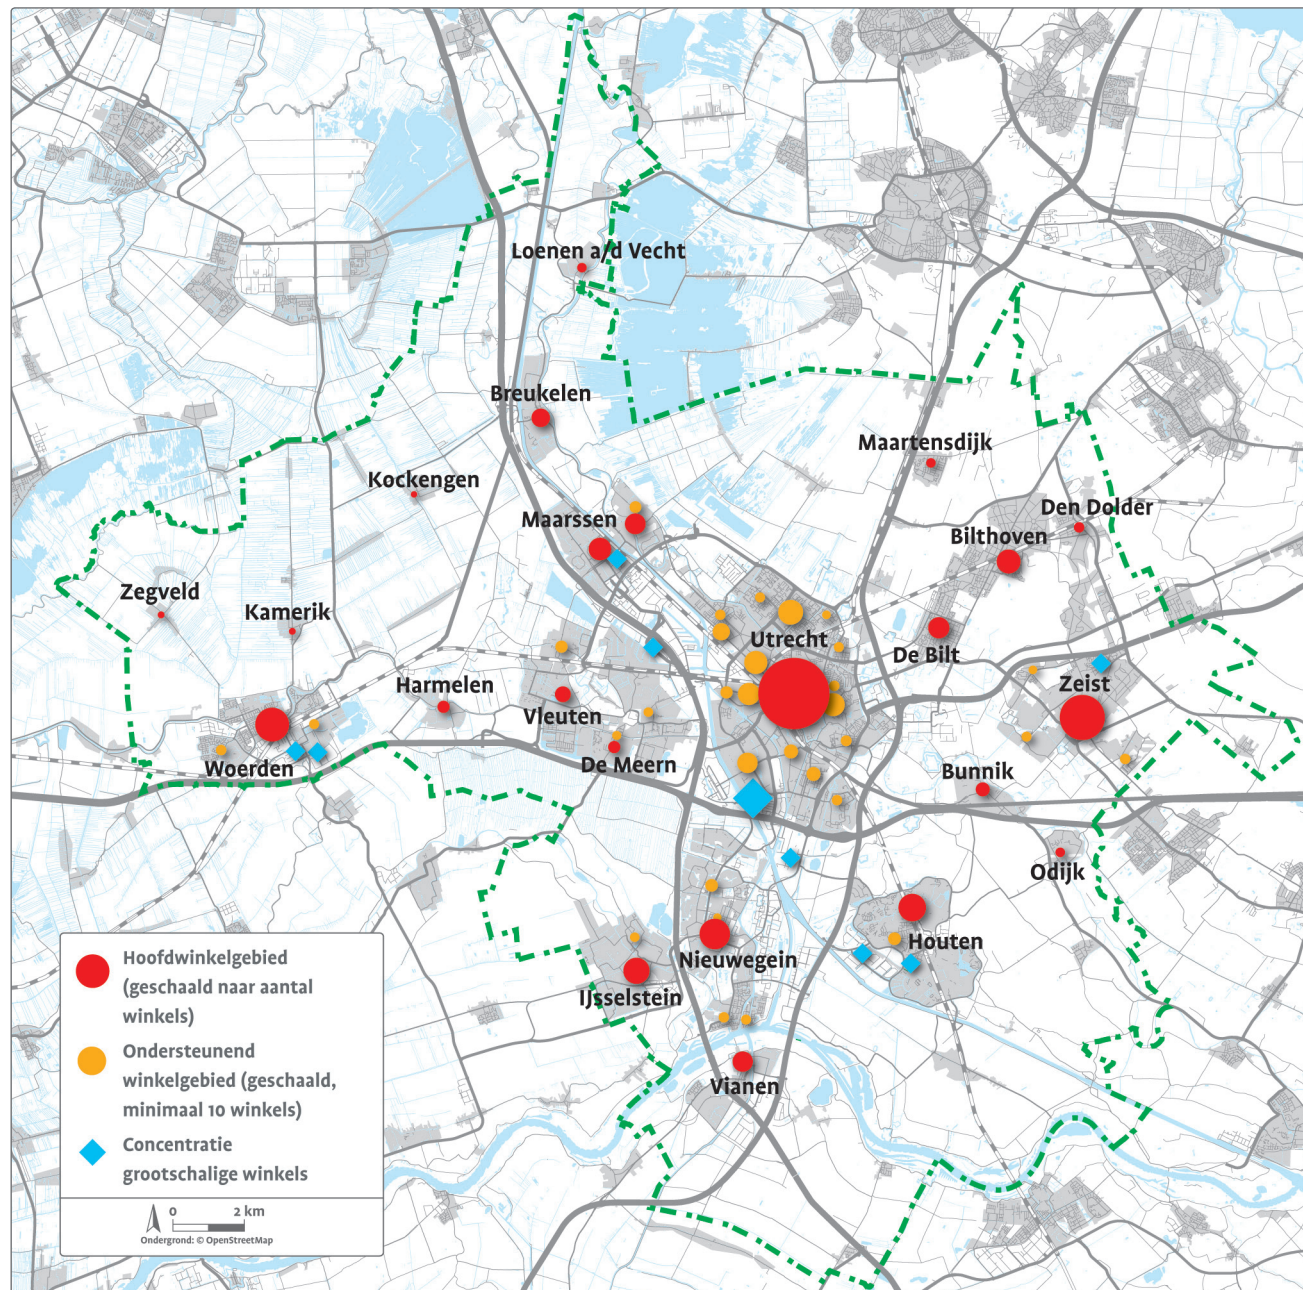 Loenen a/d Vecht
Breukelen
Maartensdijk
Kockengen
Den Dolder
Maarssen
Bilthoven
Zegveld
Kamerik
Utrecht
De Bilt
Harmelen
Zeist
Vleuten
Woerden
De Meern
Bunnik
Odijk
Houten
Nieuwegein
IJsselstein
Vianen
Hoofdwinkelgebied
(geschaald naar aantal
winkels)
Ondersteunend
winkelgebied (geschaald,
minimaal 10 winkels)
Concentratie
grootschalige winkels
0 2 km
Ondergrond: © OpenStreetMap